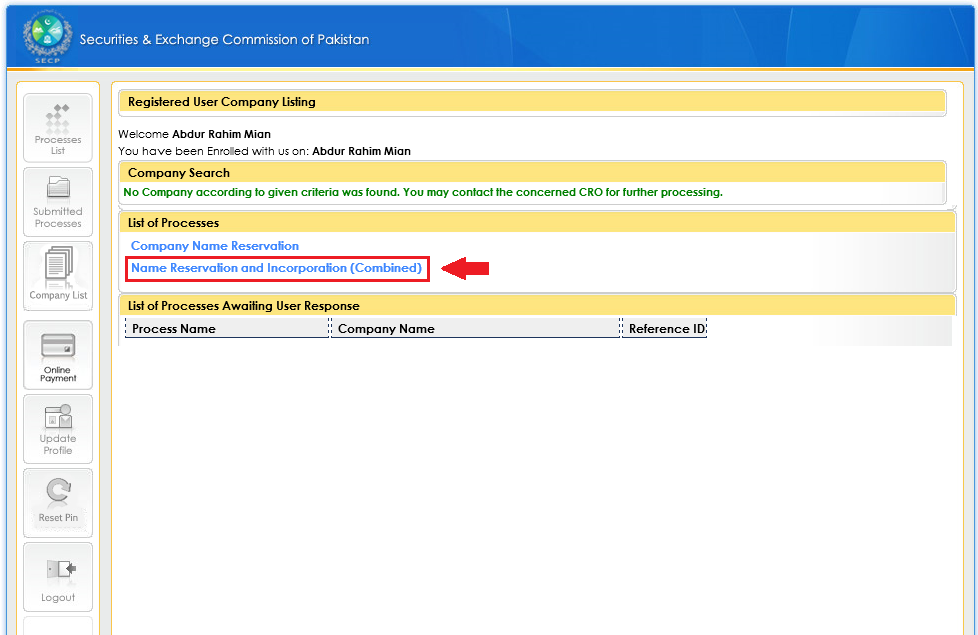 SECP
Securities & Exchange Commission of Pakistan
Processes
List
Submitted
Processes
Company List
Online
Payment
Update
Profile
Reset Pin
Logout
Registered User Company Listing
Welcome Abdur Rahim Mian
You have been Enrolled with us on: Abdur Rahim Mian
Company Search
No Company according to given criteria was found. You may contact the concerned CRO for further processing.
List of Processes
Company Name Reservation
Name Reservation and Incorporation (Combined)
List of Processes Awaiting User Response
Process Name Company Name Reference ID